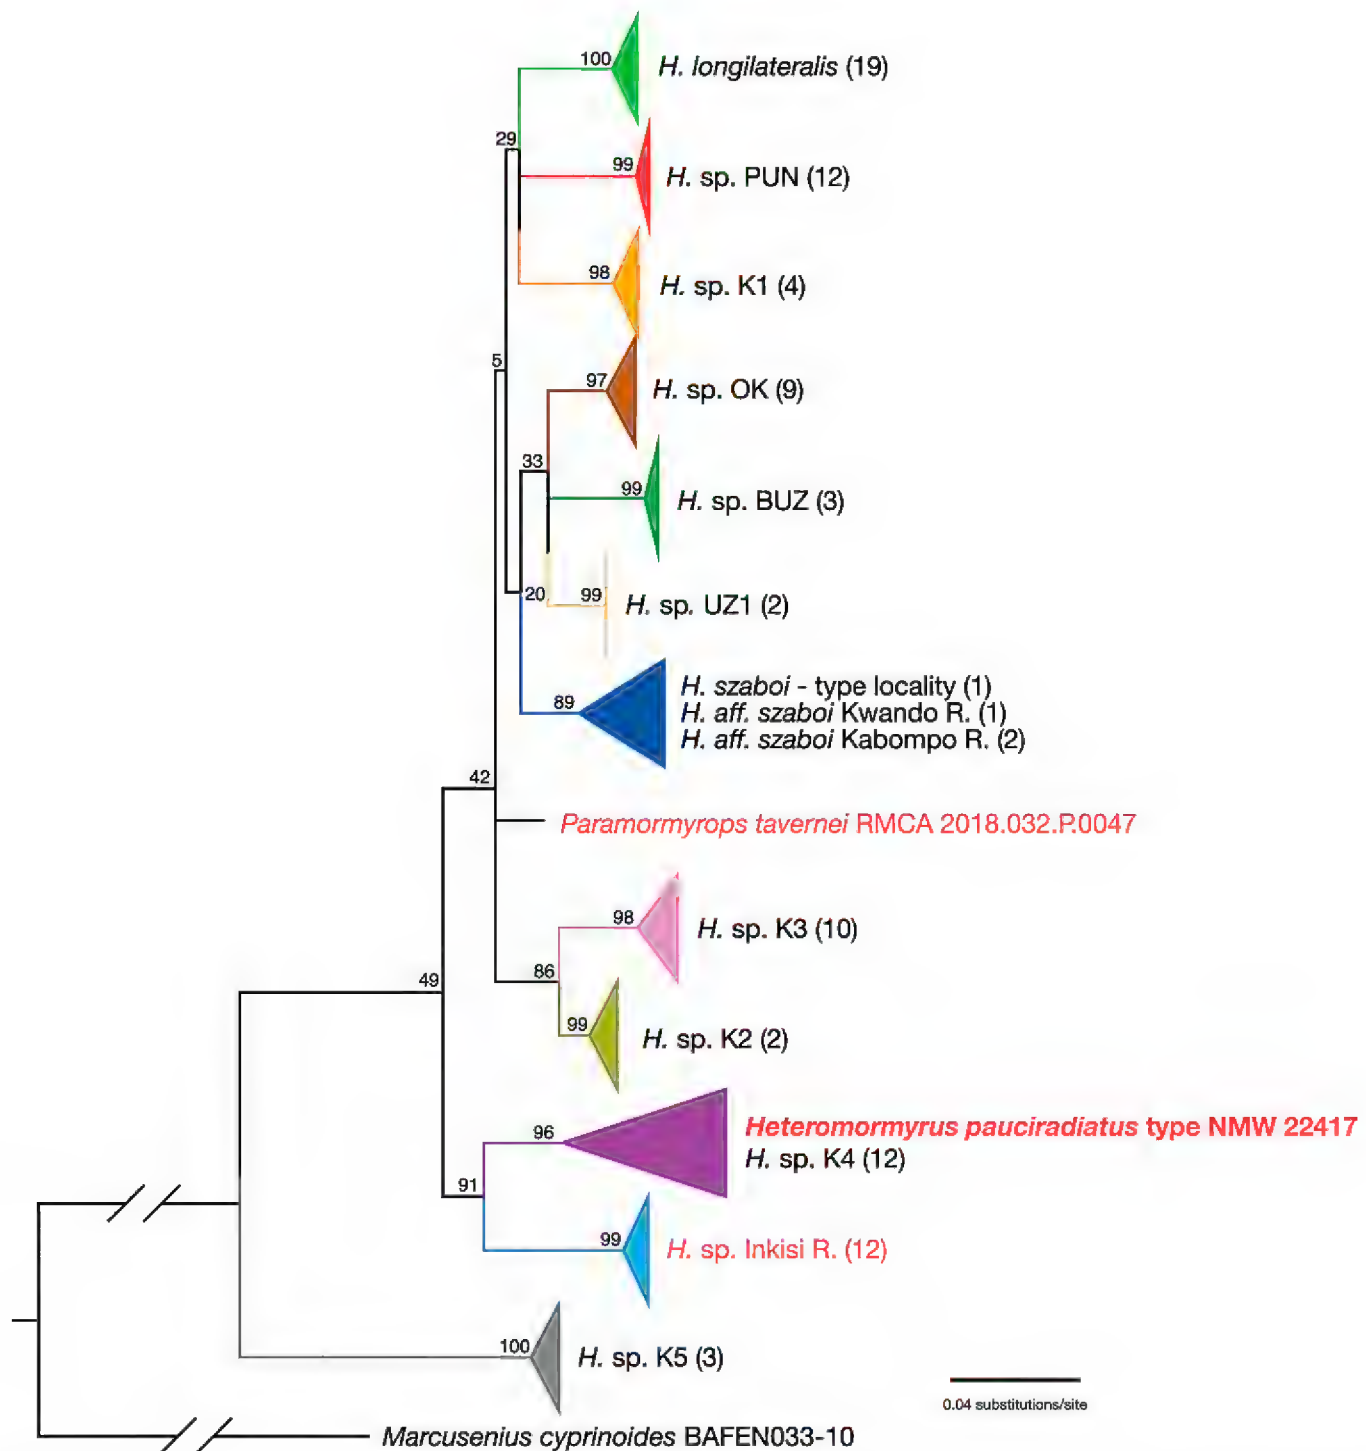 100
H. longilateralis (19)
29
99
H. sp. PUN (12)
98
H. sp. K1 (4)
5
97
H. sp. OK (9)
33
99
H. sp. BUZ (3)
20
99
H. sp. UZ1 (2)
89
H. szaboi - type locality (1)
H. aff. szaboi Kwando R. (1)
H. aff. szaboi Kabompo R. (2)
42
Paramormyrops tavernei RMCA 2018.032.P.0047
98
H. sp. K3 (10)
49
86
99
H. sp. K2 (2)
96
Heteromormyrus pauciradiatus type NMW 22417
H. sp. K4 (12)
91
99
H. sp. Inkisi R. (12)
100
H. sp. K5 (3)
0.04 substitutions/site
Marcusenius cyprinoides BAFEN033-10